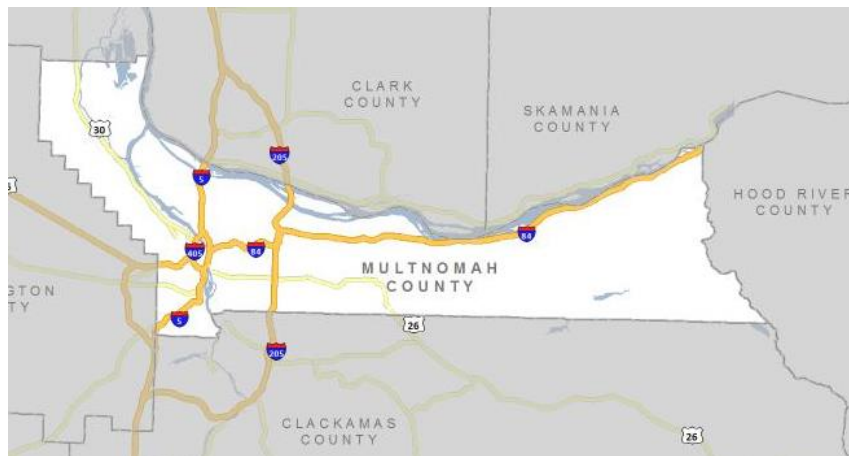 CLARK
COUNTY
SKAMANIA
COUNTY
30
205
5
HOOD RIVER
COUNTY
405
84
84
MULTNOMAH
COUNTY
5
26
205
CLACKAMAS
COUNTY
26